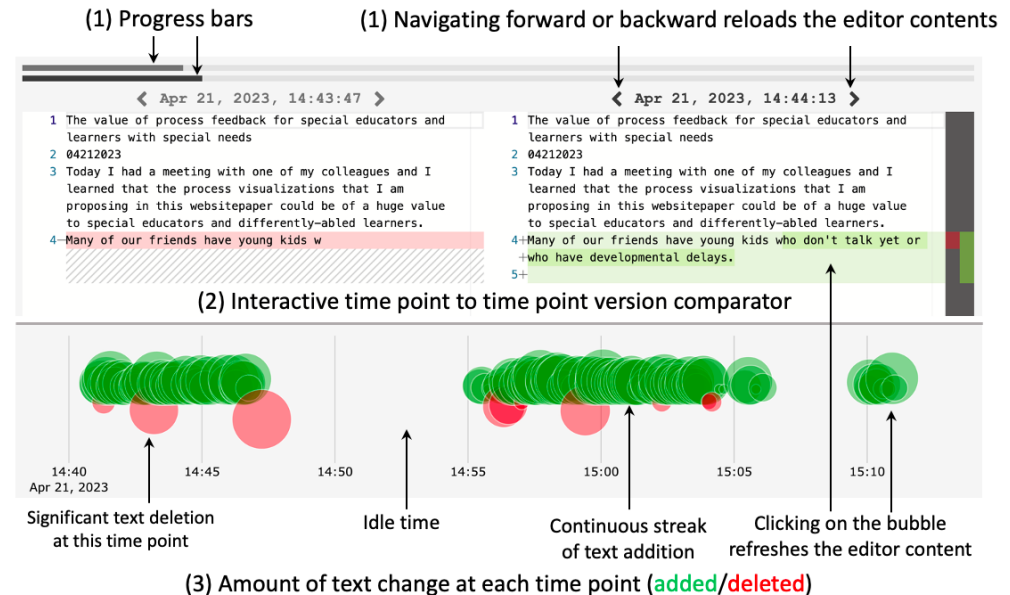 (1) Progress bars
(1) Navigating forward or backward reloads the editor contents
Apr 21, 2023, 14:43:47
1 The value of process feedback for special educators and
learners with special needs
2 04212023
3 Today I had a meeting with one of my colleagues and I
learned that the process visualizations that I am
proposing in this websitepaper could be of a huge value
to special educators and differently-abled learners.
4—Many of our friends have young kids w
Apr 21, 2023, 14:44:13
1 The value of process feedback for special educators and
learners with special needs
2 04212023
3 Today I had a meeting with one of my colleagues and I
learned that the process visualizations that I am
proposing in this websitepaper could be of a huge value
to special educators and differently-abled learners.
4+Many of our friends have young kids who don't talk yet or
+who have developmental delays.
5+
(2) Interactive time point to time point version comparator
14:40 14:45 14:50 14:55 15:00 15:05 15:10
Apr 21, 2023
Significant text deletion
at this time point
Idle time
Continuous streak
of text addition
Clicking on the bubble
refreshes the editor content
(3) Amount of text change at each time point (added/deleted)